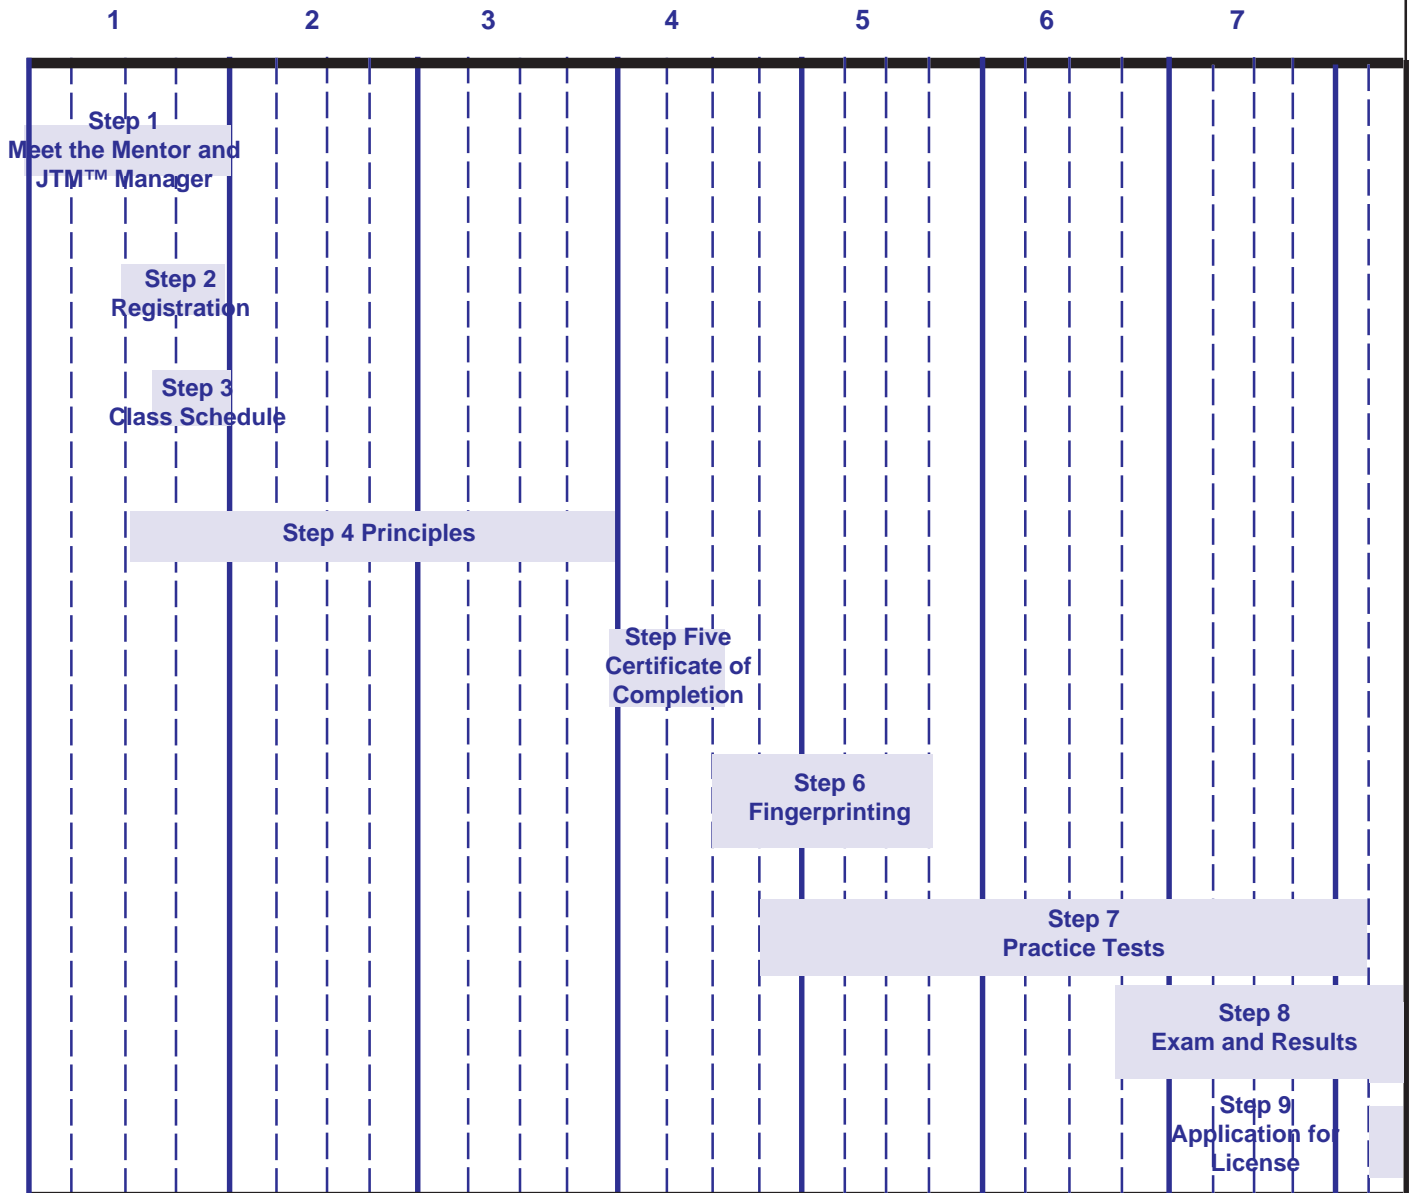 1 2 3 4 5 6 7
Step 1
Meet the Mentor and
JTM™ Manager
Step 2
Registration
Step 3
Class Schedule
Step 4 Principles
Step Five
Certificate of
Completion
Step 6
Fingerprinting
Step 7
Practice Tests
Step 8
Exam and Results
Step 9
Application for
License